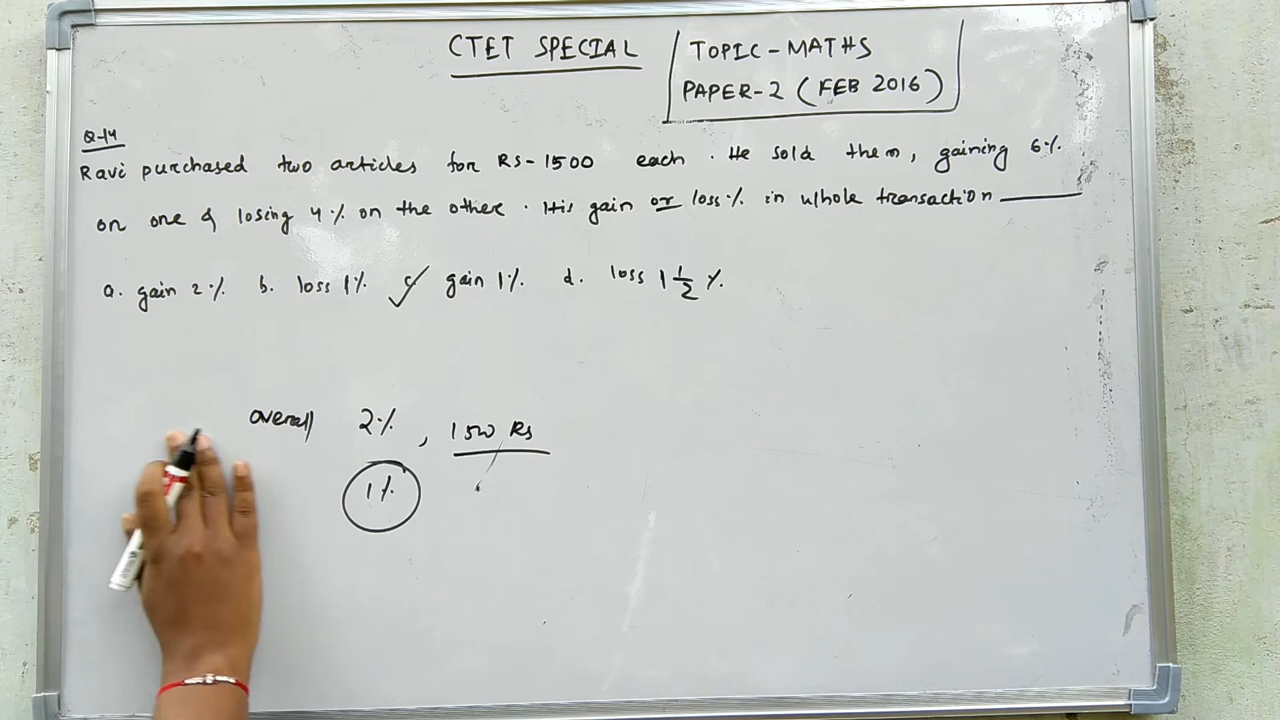 CTET SPECIAL
TOPIC-MATHS
PAPER-2 (FEB 2016)
Q-14
Ravi purchased two articles for RS-1500 each. He sold them, gaining 6%
on one & losing 4% on the other. His gain or loss% in whole transaction
a. gain 2% b. loss 1% c gain 1% d. loss 1 1/2 %
overall 2%, 1500 Rs
1%